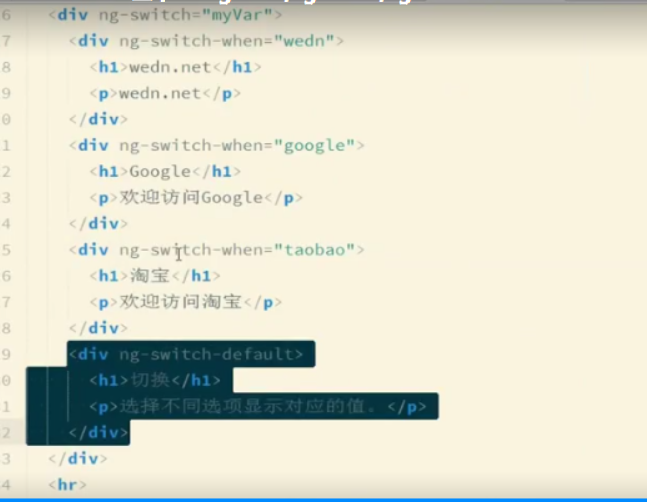 6 <div ng-switch="myVar">
7 <div ng-switch-when="wedn">
8 <h1>wedn.net</h1>
9 <p>wedn.net</p>
0 </div>
1 <div ng-switch-when="google">
2 <h1>Google</h1>
3 <p>欢迎访问Google</p>
4 </div>
5 <div ng-switch-when="taobao">
6 <h1>淘宝</h1>
7 <p>欢迎访问淘宝</p>
8 </div>
9 <div ng-switch-default>
0 <h1>切换</h1>
1 <p>选择不同选项显示对应的值。</p>
2 </div>
3 </div>
4 <hr>